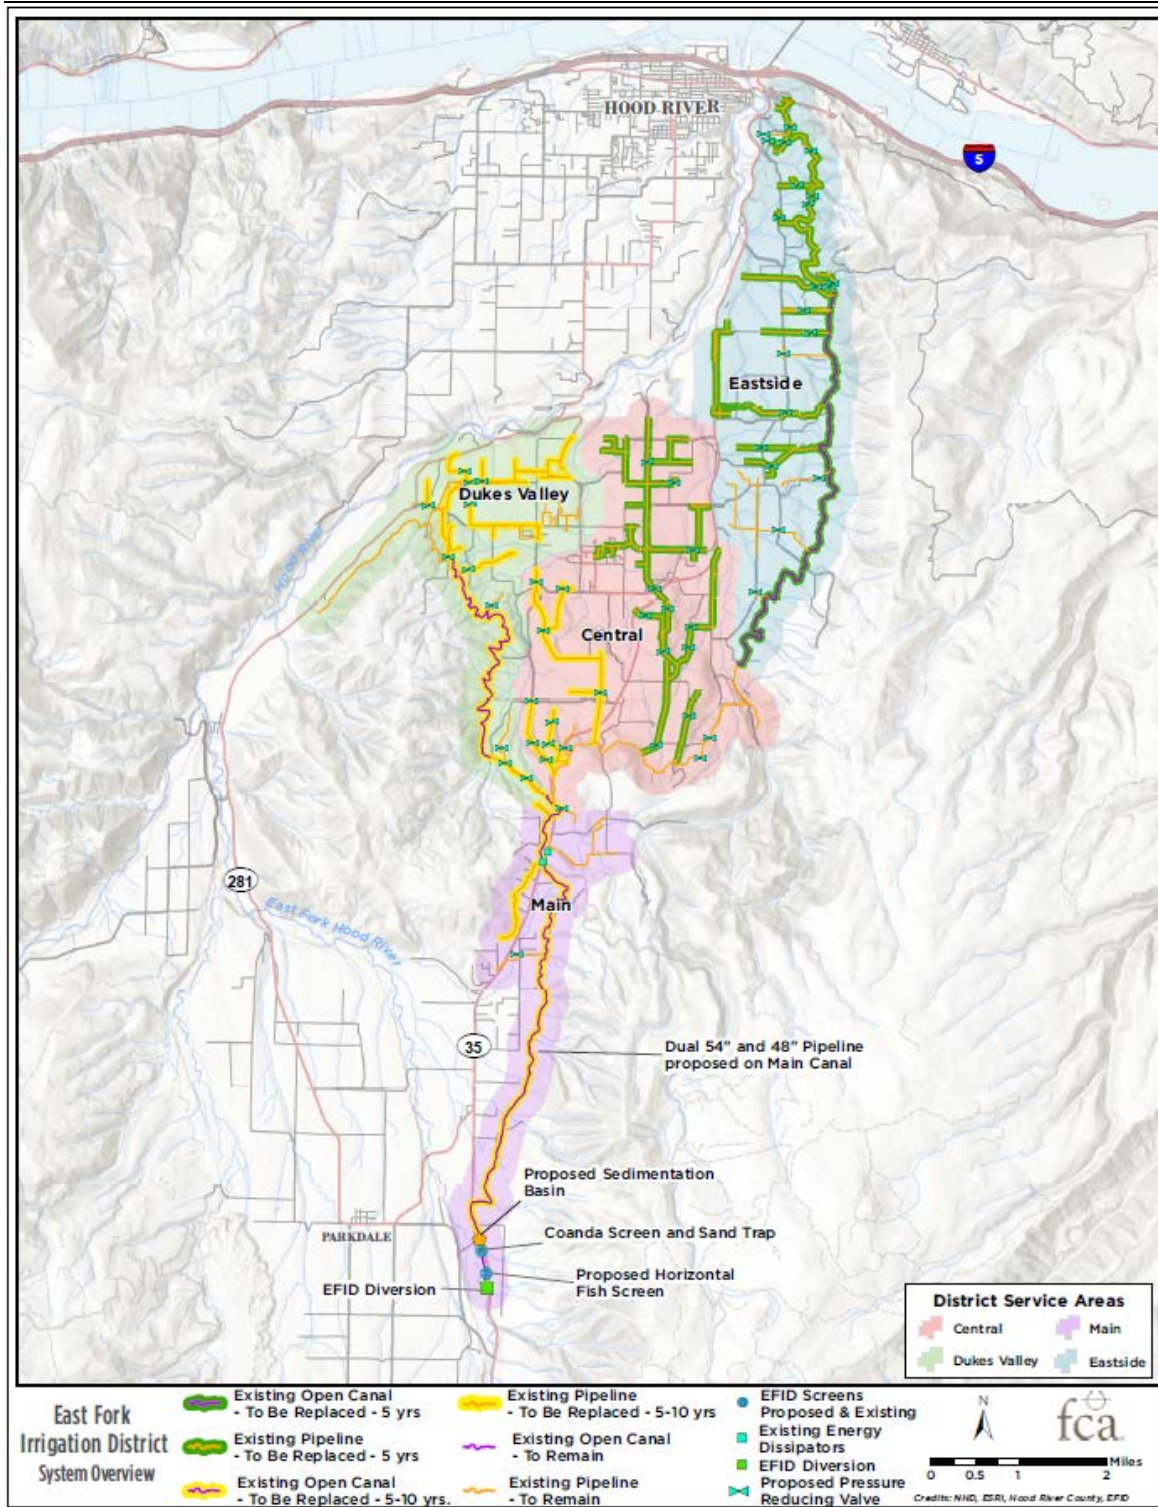 HOOD RIVER
5
Eastside
Dukes Valley
Hood River
Central
281
East Fork Hood River
Main
35
Dual 54" and 48" Pipeline
proposed on Main Canal
Proposed Sedimentation
Basin
PARKDALE
Coanda Screen and Sand Trap
Proposed Horizontal
Fish Screen
EFID Diversion
District Service Areas
Central
Main
Dukes Valley
Eastside
East Fork
Irrigation District
System Overview
Existing Open Canal
- To Be Replaced - 5 yrs
Existing Pipeline
- To Be Replaced - 5 yrs
Existing Open Canal
- To Be Replaced - 5-10 yrs.
Existing Pipeline
- To Be Replaced - 5-10 yrs
Existing Open Canal
- To Remain
Existing Pipeline
- To Remain
EFID Screens
Proposed & Existing
Existing Energy
Dissipators
EFID Diversion
Proposed Pressure
Reducing Valve
N
fca
Miles
0 0.5 1 2
Credits: NHD, ESRI, Hood River County, EFID